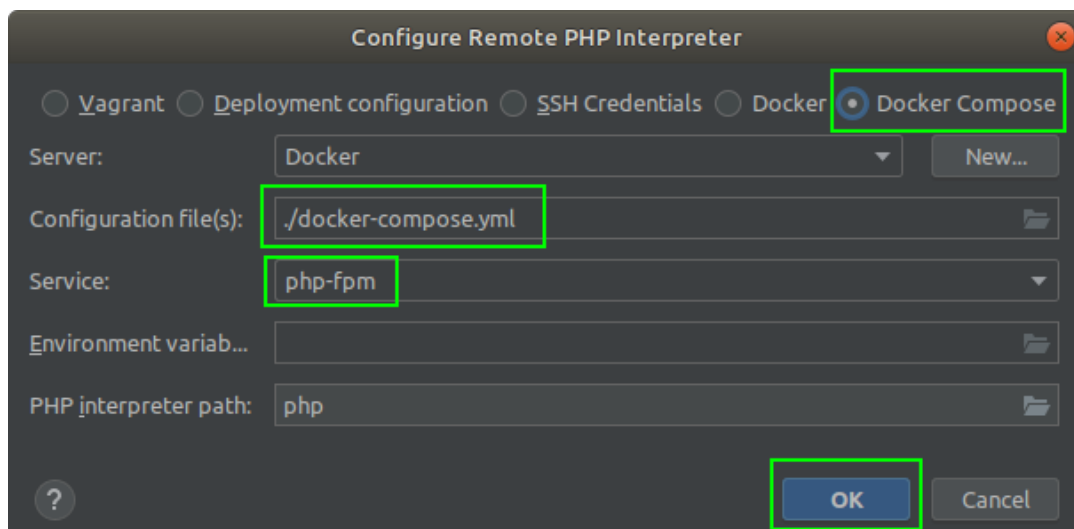 Configure Remote PHP Interpreter
Vagrant Deployment configuration SSH Credentials Docker Docker Compose
Server: Docker New...
Configuration file(s): ./docker-compose.yml
Service: php-fpm
Environment variab...
PHP interpreter path: php
? OK Cancel